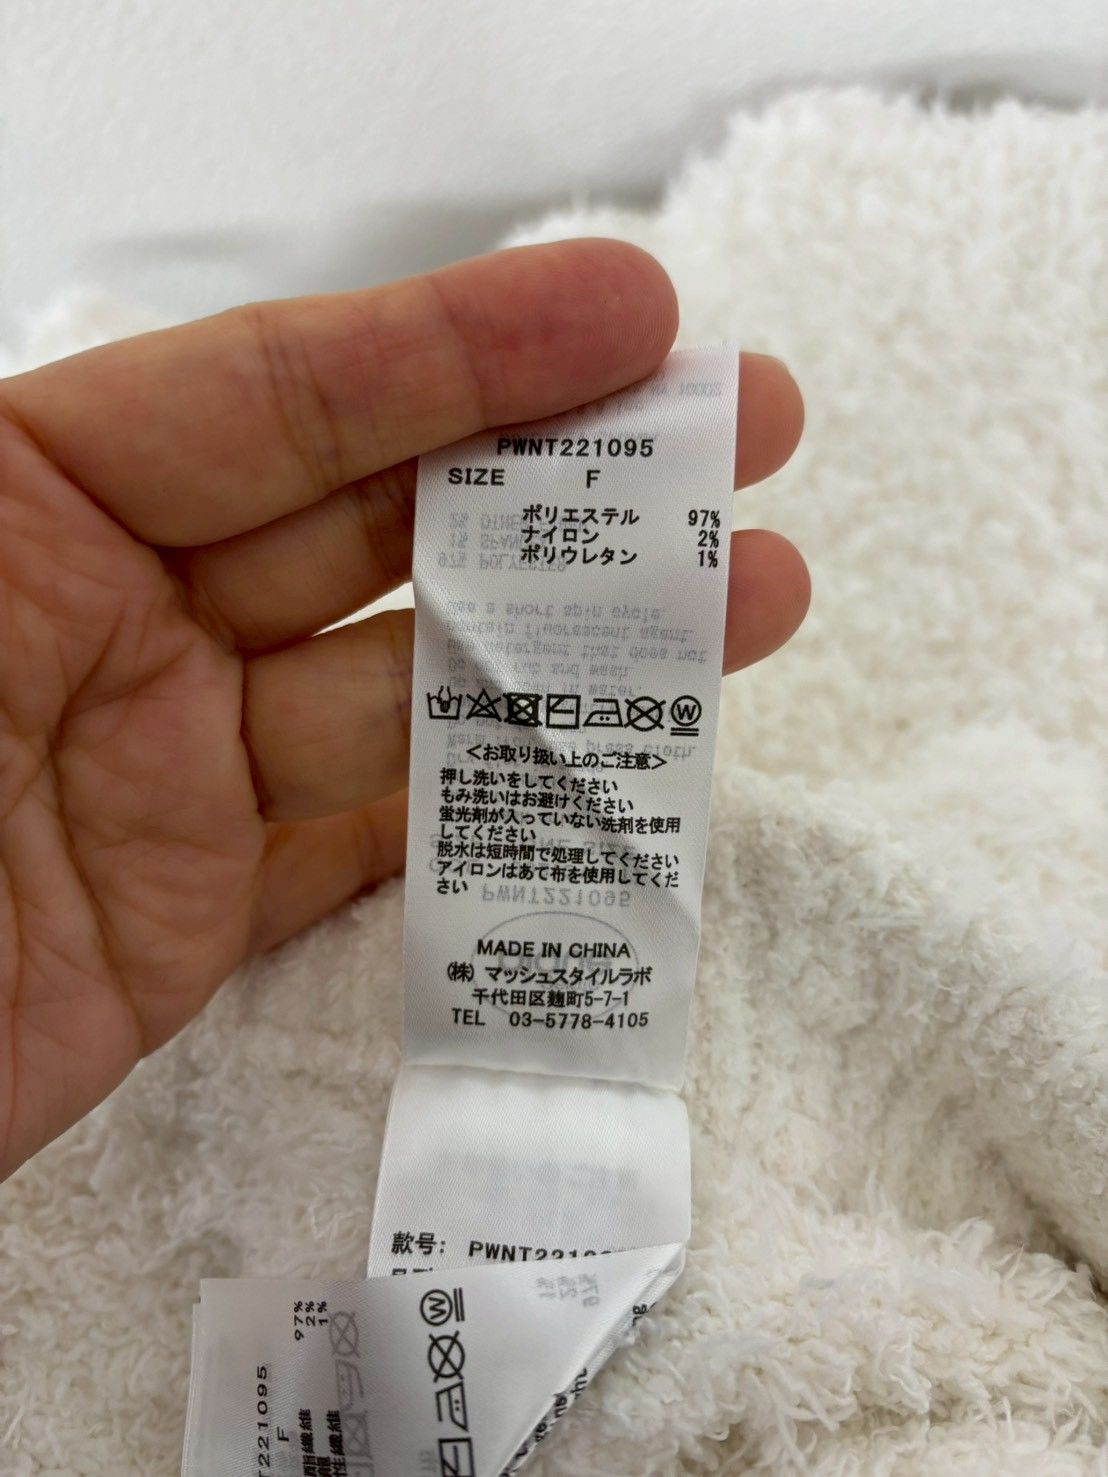 PWNT221095
SIZE F
ポリエステル 97%
ナイロン 2%
ポリウレタン 1%
W
<お取り扱い上のご注意>
押し洗いをしてください
もみ洗いはお避けください
蛍光剤が入っていない洗剤を使用
してください
脱水は短時間で処理してください
アイロンはあて布を使用してくだ
さい
MADE IN CHINA
(株) マッシュスタイルラボ
千代田区麹町5-7-1
TEL 03-5778-4105
款号: PWNT2210
97%
2%
1%
W
T221095
F